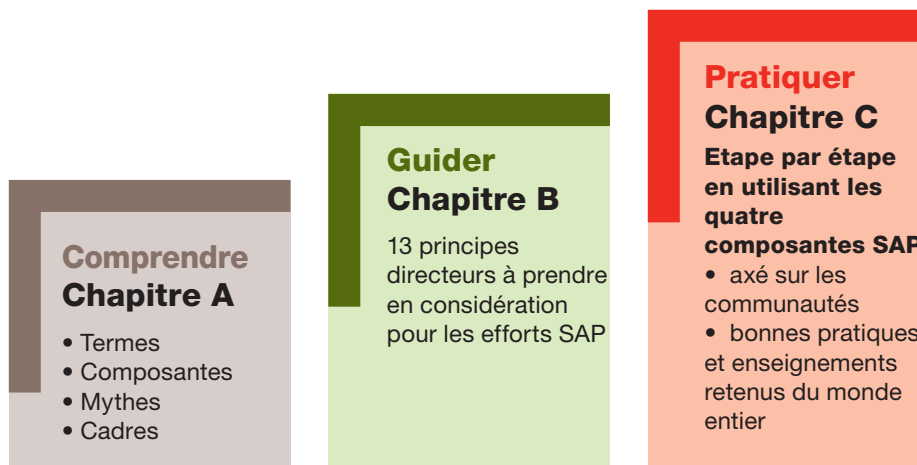 Comprendre
Chapitre A
• Termes
• Composantes
• Mythes
• Cadres
Guider
Chapitre B
13 principes
directeurs à prendre
en considération
pour les efforts SAP
Pratiquer
Chapitre C
Etape par étape
en utilisant les
quatre
composantes SAP
• axé sur les
communautés
• bonnes pratiques
et enseignements
retenus du monde
entier